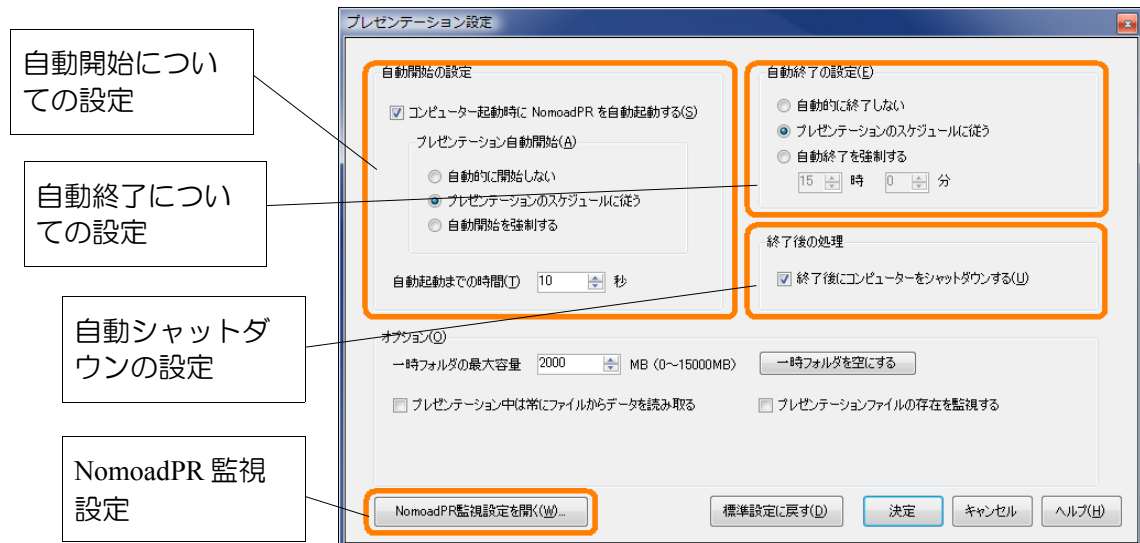 プレゼンテーション設定
自動開始につい
ての設定
自動終了につい
ての設定
自動シャットダ
ウンの設定
NomoadPR 監視
設定
自動開始の設定
コンピューター起動時に NomoadPR を自動起動する(S)
プレゼンテーション自動開始(A)
自動的に開始しない
プレゼンテーションのスケジュールに従う
自動開始を強制する
自動起動までの時間(T) 10 秒
自動終了の設定(E)
自動的に終了しない
プレゼンテーションのスケジュールに従う
自動終了を強制する
15 時 0 分
終了後の処理
終了後にコンピューターをシャットダウンする(U)
オプション(O)
一時フォルダの最大容量 2000 MB (0~15000MB) 一時フォルダを空にする
プレゼンテーション中は常にファイルからデータを読み取る プレゼンテーションファイルの存在を監視する
NomoadPR監視設定を開く(W)... 標準設定に戻す(D) 決定 キャンセル ヘルプ(H)